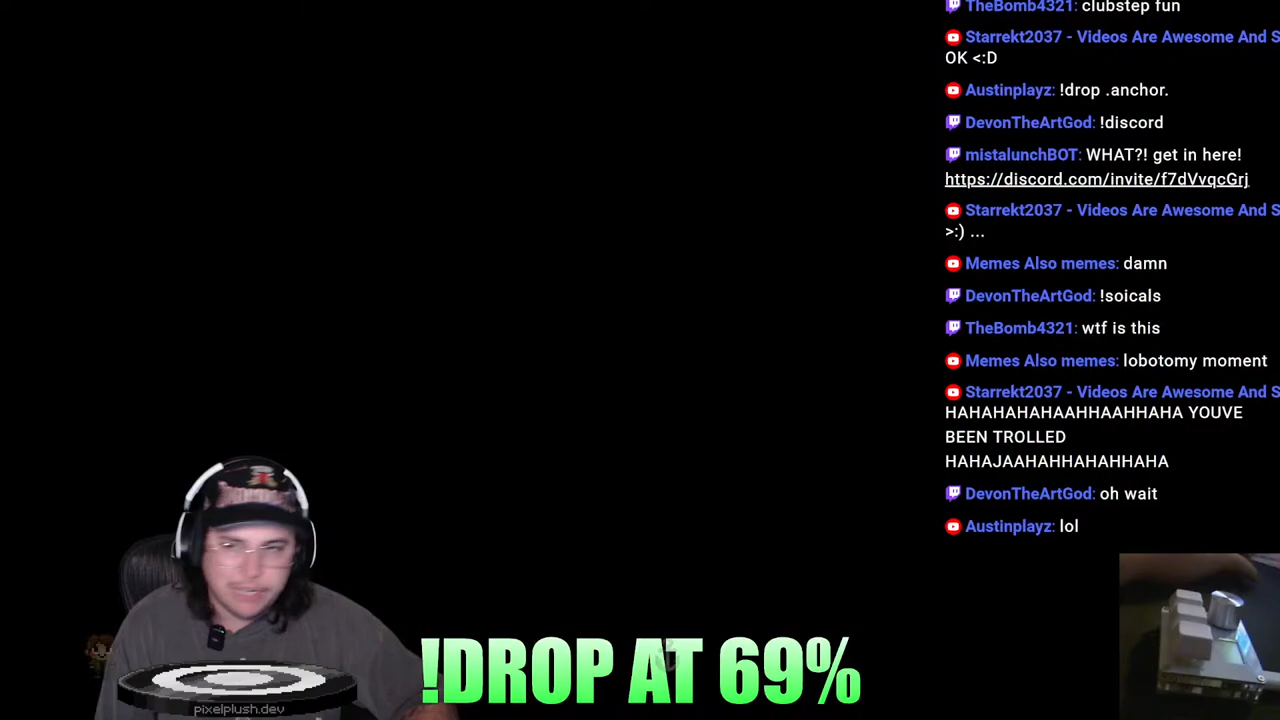 TheBomb4321: clubstep fun
Starrekt2037 - Videos Are Awesome And S
OK <:D
Austinplayz: !drop .anchor.
DevonTheArtGod: !discord
mistalunchBOT: WHAT?! get in here!
https://discord.com/invite/f7dVvqcGrj
Starrekt2037 - Videos Are Awesome And S
>:) ...
Memes Also memes: damn
DevonTheArtGod: !soicals
TheBomb4321: wtf is this
Memes Also memes: lobotomy moment
Starrekt2037 - Videos Are Awesome And S
HAHAHAHAHAAHHAAHHAHA YOUVE
BEEN TROLLED
HAHAJAAHAHHAHAHHAHA
DevonTheArtGod: oh wait
Austinplayz: lol
!DROP AT 69%
pixelplush.dev